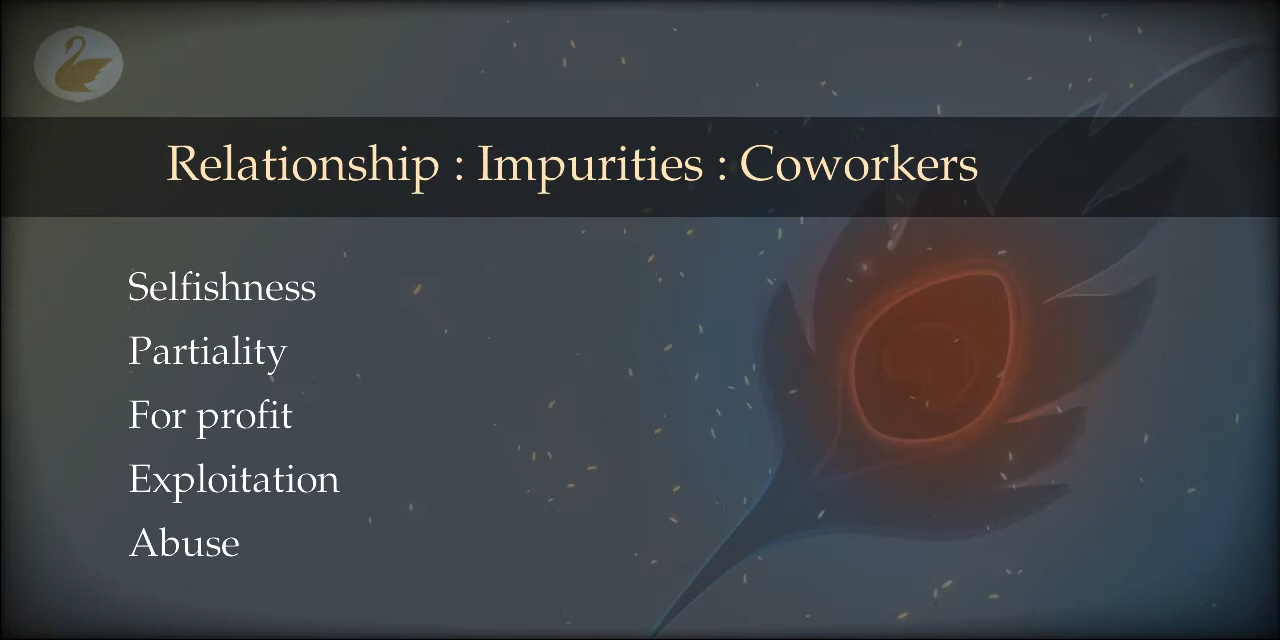 Relationship : Impurities : Coworkers
Selfishness
Partiality
For profit
Exploitation
Abuse